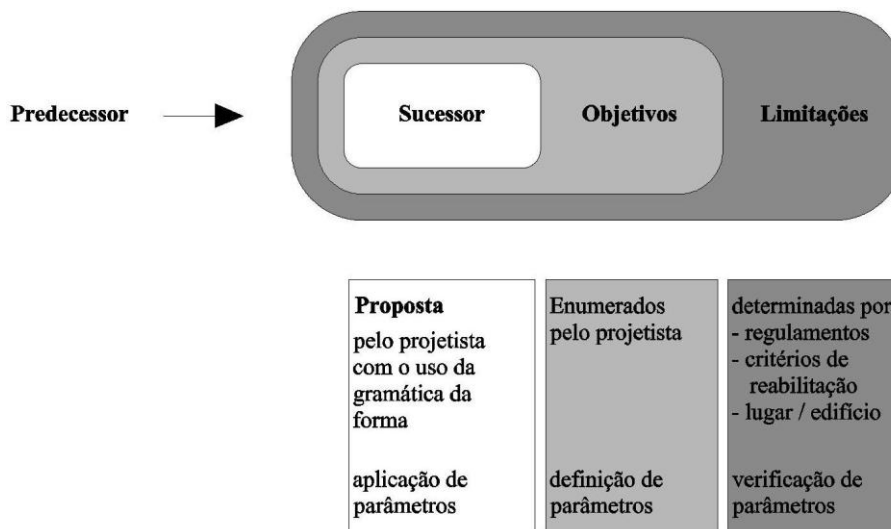 Predecessor
Sucessor
Objetivos
Limitações
Proposta
pelo projetista
com o uso da
gramática da
forma
aplicação de
parâmetros
Enumerados
pelo projetista
definição de
parâmetros
determinadas por
- regulamentos
- critérios de
reabilitação
- lugar / edifício
verificação de
parâmetros